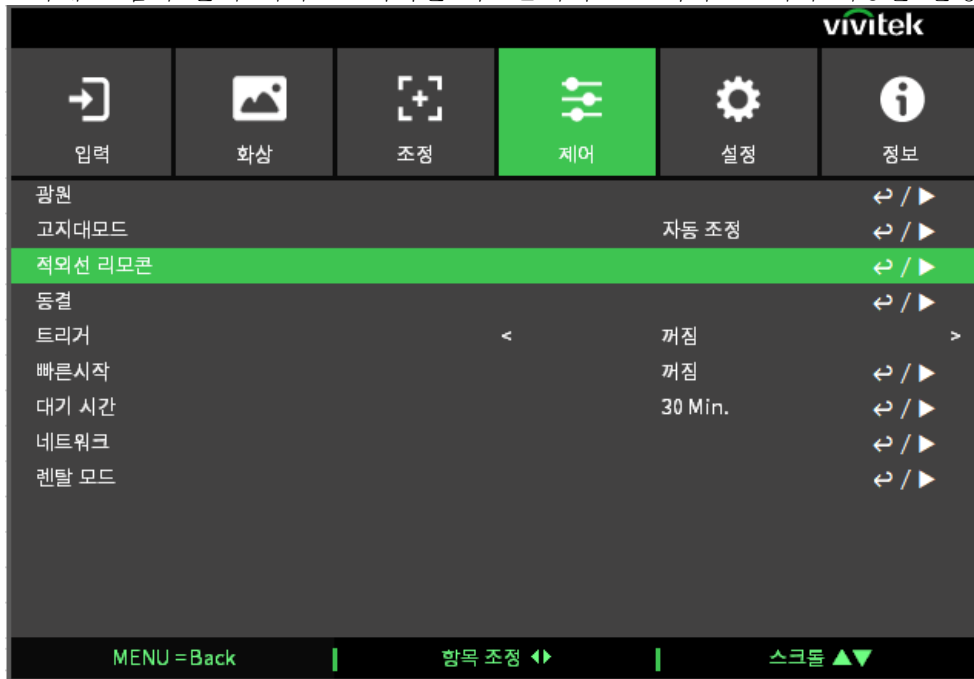 vivitek
입력 화상 조정 제어 설정 정보
광원
고지대모드 자동 조정
적외선 리모콘
동결
트리거 < 꺼짐 >
빠른시작 꺼짐
대기 시간 30 Min.
네트워크
렌탈 모드
MENU = Back 항목 조정 스크롤